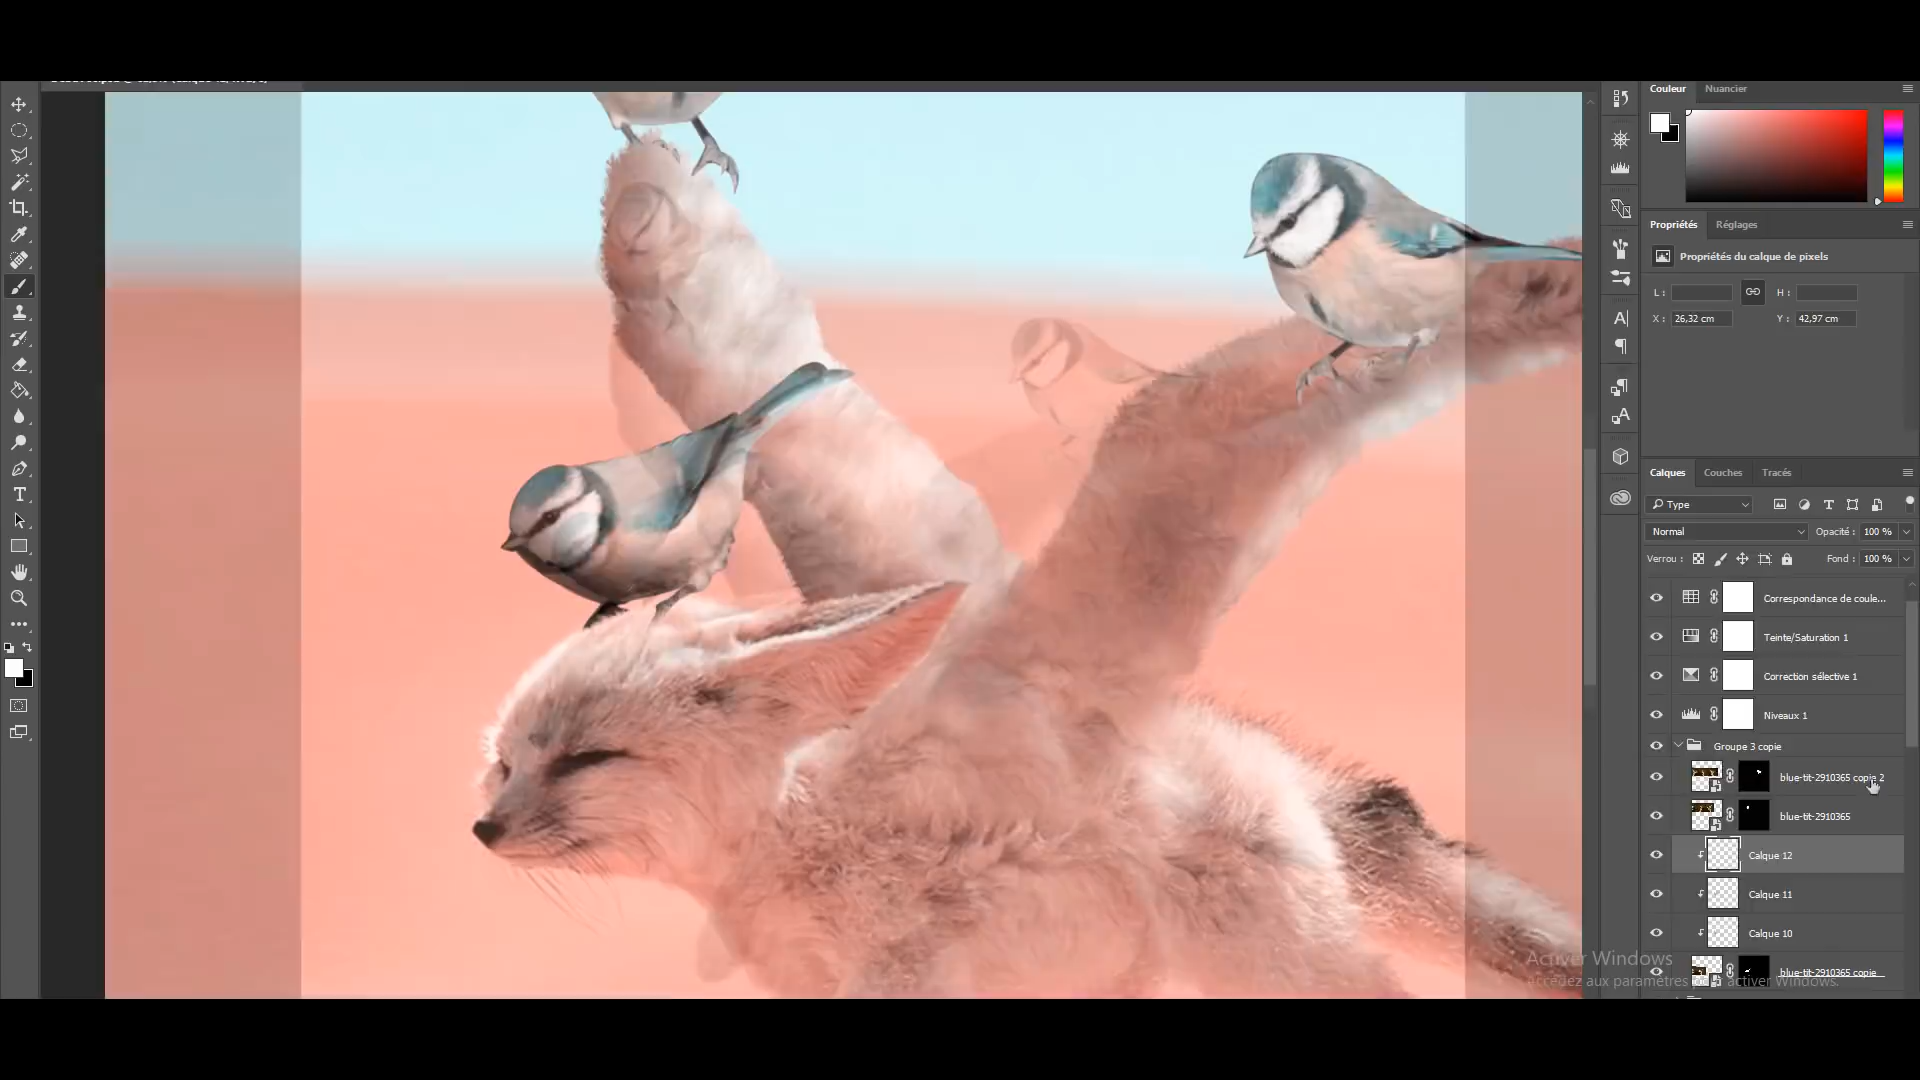 Couleur
Nuancier
Propriétés
Réglages
Propriétés du calque de pixels
L :
H :
X : 26,32 cm
Y : 42,97 cm
Calques
Couches
Tracés
Type
Normal
Opacité : 100 %
Verrou :
Fond : 100 %
Correspondance de coule...
Teinte/Saturation 1
Correction sélective 1
Niveaux 1
Groupe 3 copie
blue-tit-2910365 copie 2
blue-tit-2910365
Calque 12
Calque 11
Calque 10
blue-tit-2910365 copie
Activer Windows
Accédez aux paramètres pour activer Windows.